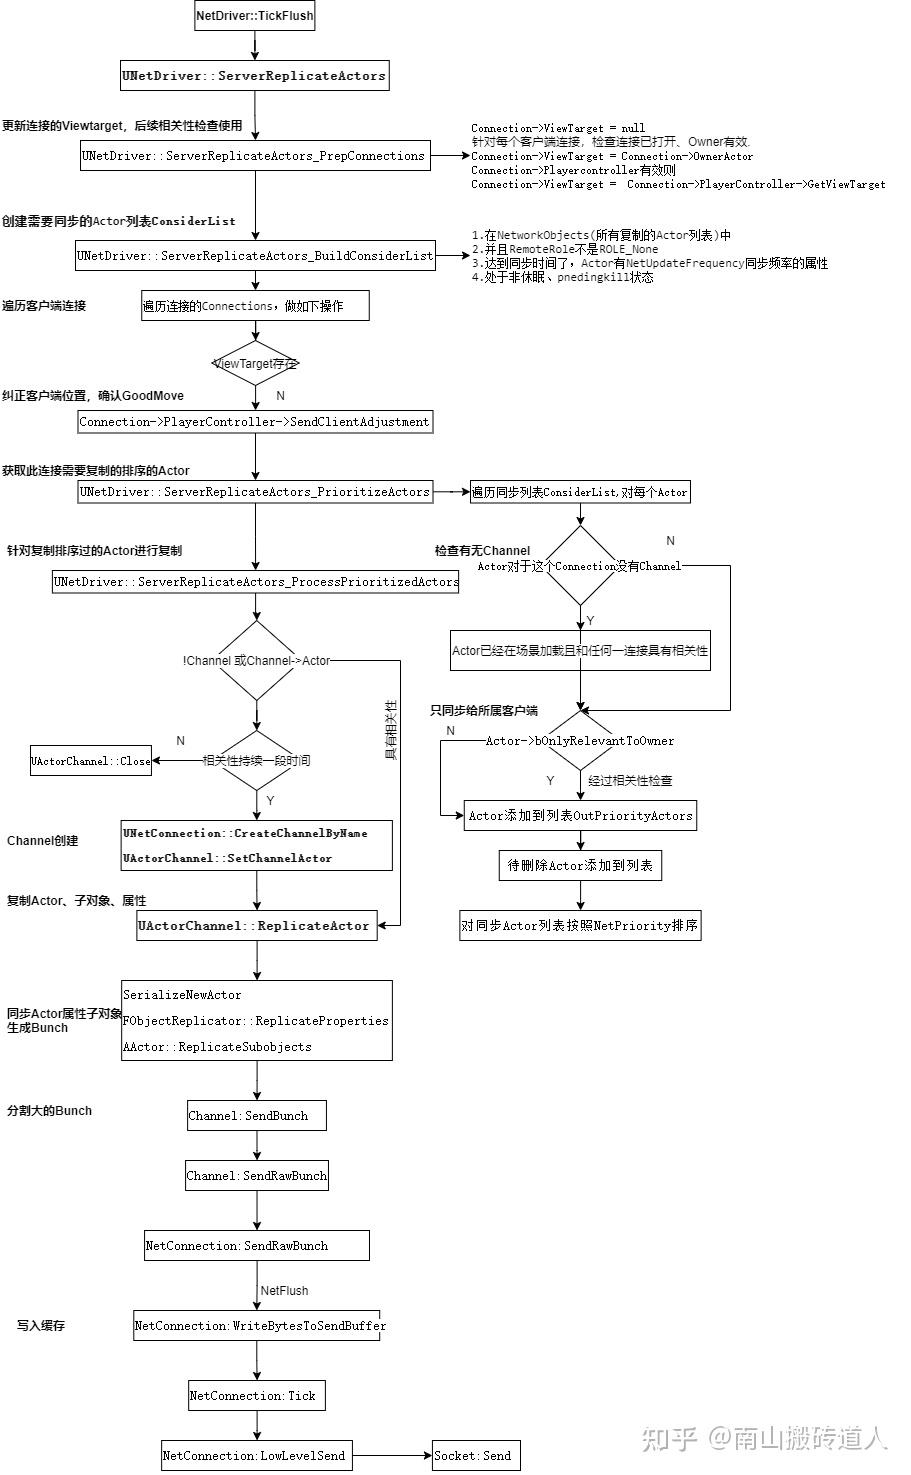 NetDriver::TickFlush
UNetDriver::ServerReplicateActors
更新连接的Viewtarget，后续相关性检查使用
UNetDriver::ServerReplicateActors_PrepConnections
Connection->ViewTarget = null
针对每个客户端连接，检查连接已打开、Owner有效.
Connection->ViewTarget = Connection->OwnerActor
Connection->Playercontroller有效则
Connection->ViewTarget = Connection->PlayerController->GetViewTarget
创建需要同步的Actor列表ConsiderList
UNetDriver::ServerReplicateActors_BuildConsiderList
1.在NetworkObjects(所有复制的Actor列表)中
2.并且RemoteRole不是ROLE_None
3.达到同步时间了，Actor有NetUpdateFrequency同步频率的属性
4.处于非休眠、pnedingkill状态
遍历客户端连接
遍历连接的Connections，做如下操作
ViewTarget存在
N
纠正客户端位置，确认GoodMove
Connection->PlayerController->SendClientAdjustment
获取此连接需要复制的排序的Actor
UNetDriver::ServerReplicateActors_PrioritizeActors
遍历同步列表ConsiderList,对每个Actor
针对复制排序过的Actor进行复制
UNetDriver::ServerReplicateActors_ProcessPrioritizedActors
检查有无Channel
N
Actor对于这个Connection没有Channel
Y
Actor已经在场景加载且和任何一连接具有相关性
!Channel 或Channel->Actor
具有相关性
只同步给所属客户端
N
Actor->bOnlyRelevantToOwner
Y
经过相关性检查
N
相关性持续一段时间
UActorChannel::Close
Y
Actor添加到列表OutPriorityActors
Channel创建
UNetConnection::CreateChannelByName
UActorChannel::SetChannelActor
待删除Actor添加到列表
复制Actor、子对象、属性
UActorChannel::ReplicateActor
对同步Actor列表按照NetPriority排序
同步Actor属性子对象
生成Bunch
SerializeNewActor
FObjectReplicator::ReplicateProperties
AActor::ReplicateSubobjects
分割大的Bunch
Channel:SendBunch
Channel:SendRawBunch
NetConnection:SendRawBunch
NetFlush
写入缓存
NetConnection:WriteBytesToSendBuffer
NetConnection:Tick
NetConnection:LowLevelSend
Socket:Send
知乎 @南山搬砖道人